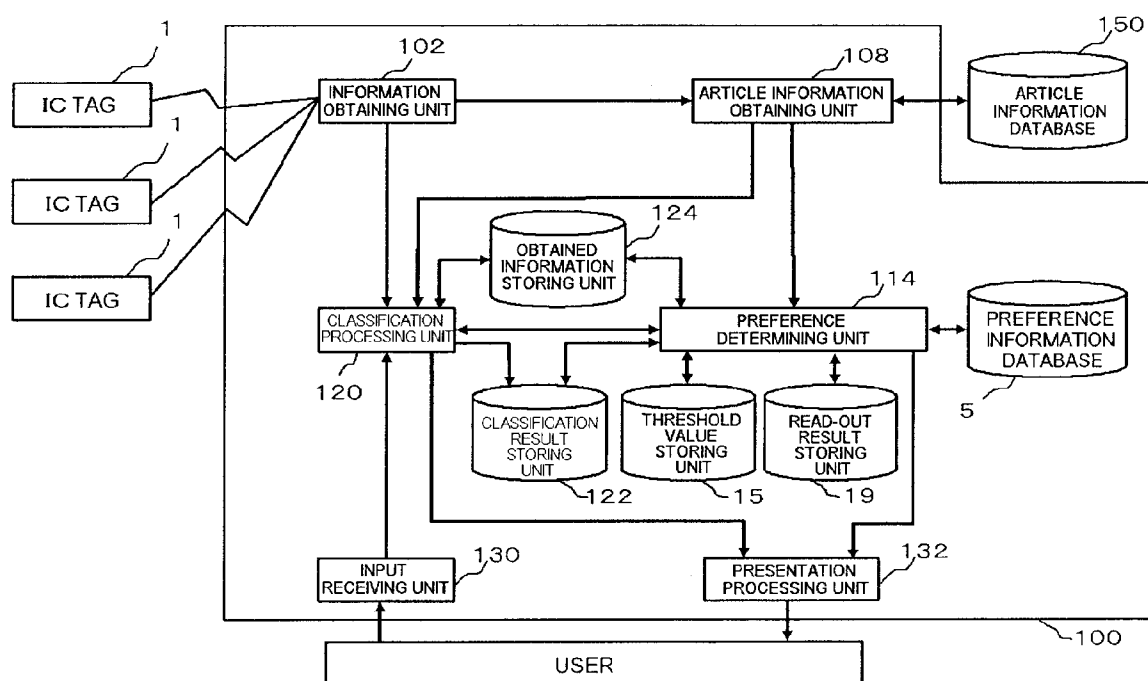 1
IC TAG
102
INFORMATION
OBTAINING UNIT
108
ARTICLE INFORMATION
OBTAINING UNIT
150
ARTICLE
INFORMATION
DATABASE
1
IC TAG
1
IC TAG
124
OBTAINED
INFORMATION
STORING UNIT
114
CLASSIFICATION
PROCESSING UNIT
120
PREFERENCE
DETERMINING UNIT
PREFERENCE
INFORMATION
DATABASE
5
CLASSIFICATION
RESULT
STORING
UNIT
122
THRESHOLD
VALUE
STORING
UNIT
15
READ-OUT
RESULT
STORING
UNIT
19
130
INPUT
RECEIVING UNIT
132
PRESENTATION
PROCESSING UNIT
100
USER